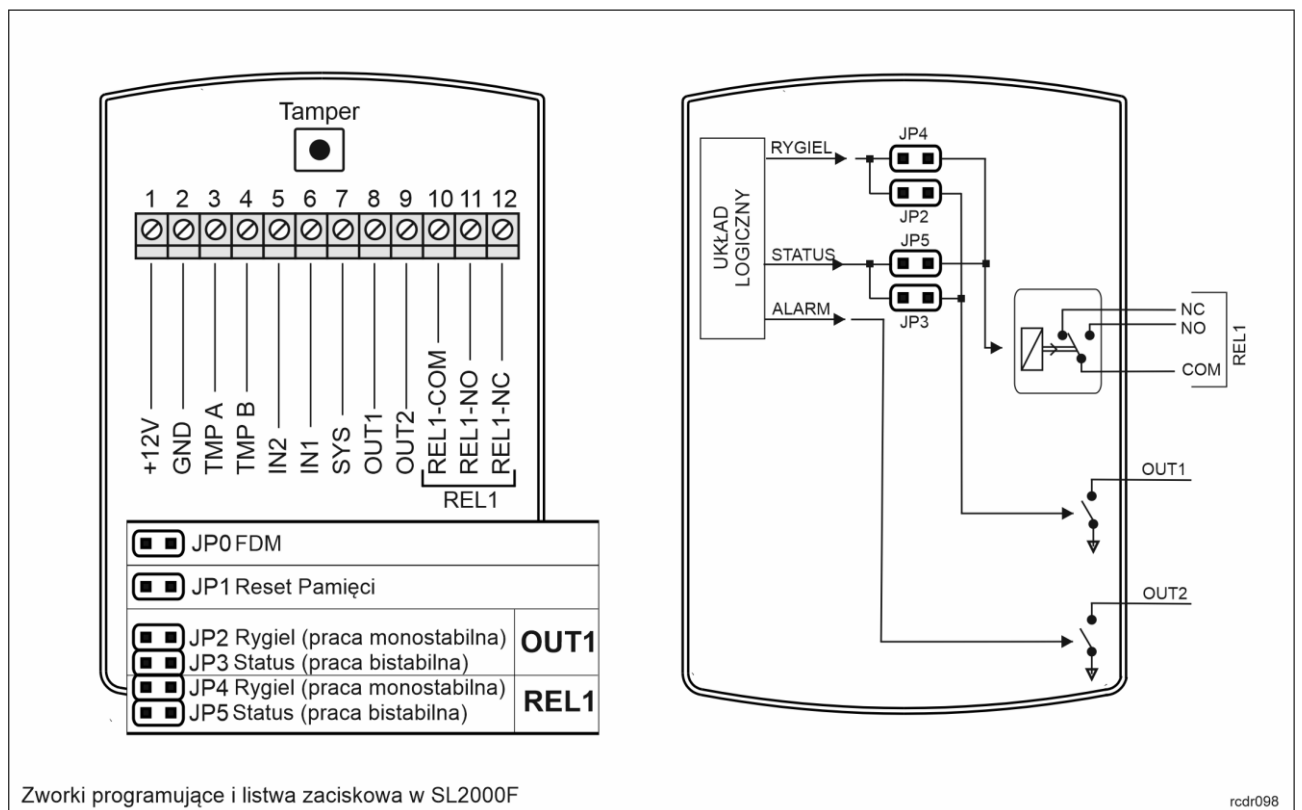 Tamper
1 2 3 4 5 6 7 8 9 10 11 12
+12V
GND
TMP A
TMP B
IN2
IN1
SYS
OUT1
OUT2
REL1-COM
REL1-NO
REL1-NC
REL1
JP0 FDM
JP1 Reset Pamięci
JP2 Rygiel (praca monostabilna)
JP3 Status (praca bistabilna)
OUT1
JP4 Rygiel (praca monostabilna)
JP5 Status (praca bistabilna)
REL1
UKŁAD
LOGICZNY
RYGIEL
STATUS
ALARM
JP4
JP2
JP5
JP3
NC
NO
COM
REL1
OUT1
OUT2
Zworki programujące i listwa zaciskowa w SL2000F
rcdr098